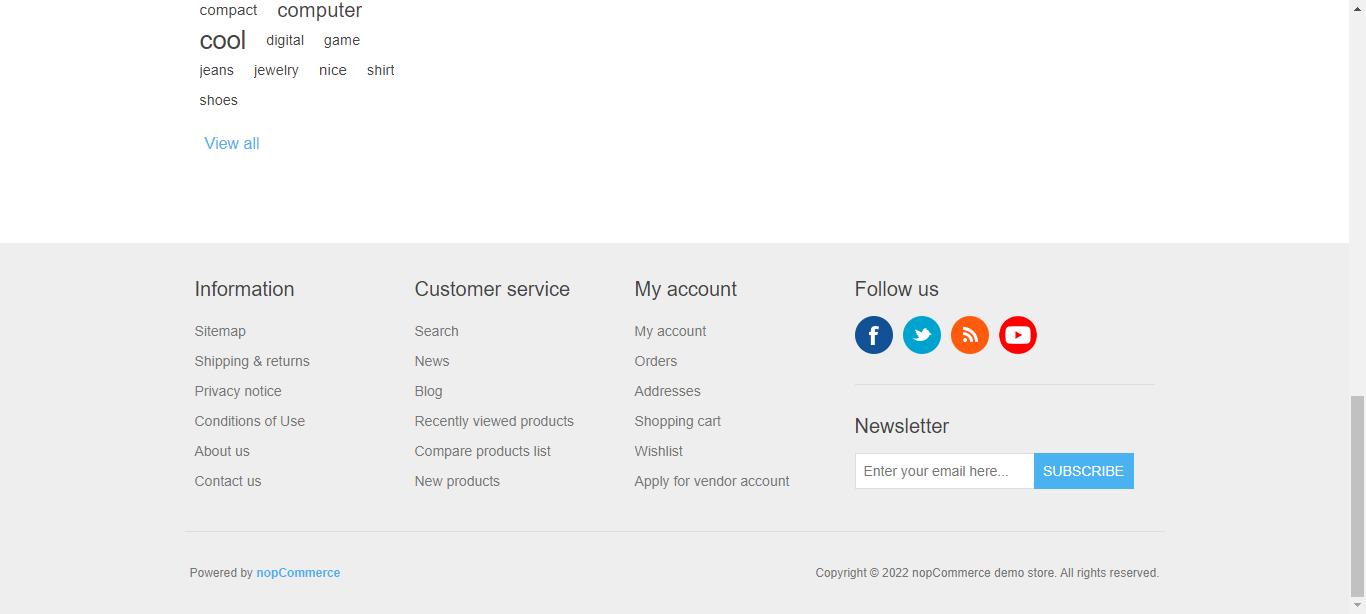 compact computer
cool digital game
jeans jewelry nice shirt
shoes
View all
Information
Sitemap
Shipping & returns
Privacy notice
Conditions of Use
About us
Contact us
Customer service
Search
News
Blog
Recently viewed products
Compare products list
New products
My account
My account
Orders
Addresses
Shopping cart
Wishlist
Apply for vendor account
Follow us
Newsletter
Enter your email here... SUBSCRIBE
Powered by nopCommerce
Copyright © 2022 nopCommerce demo store. All rights reserved.